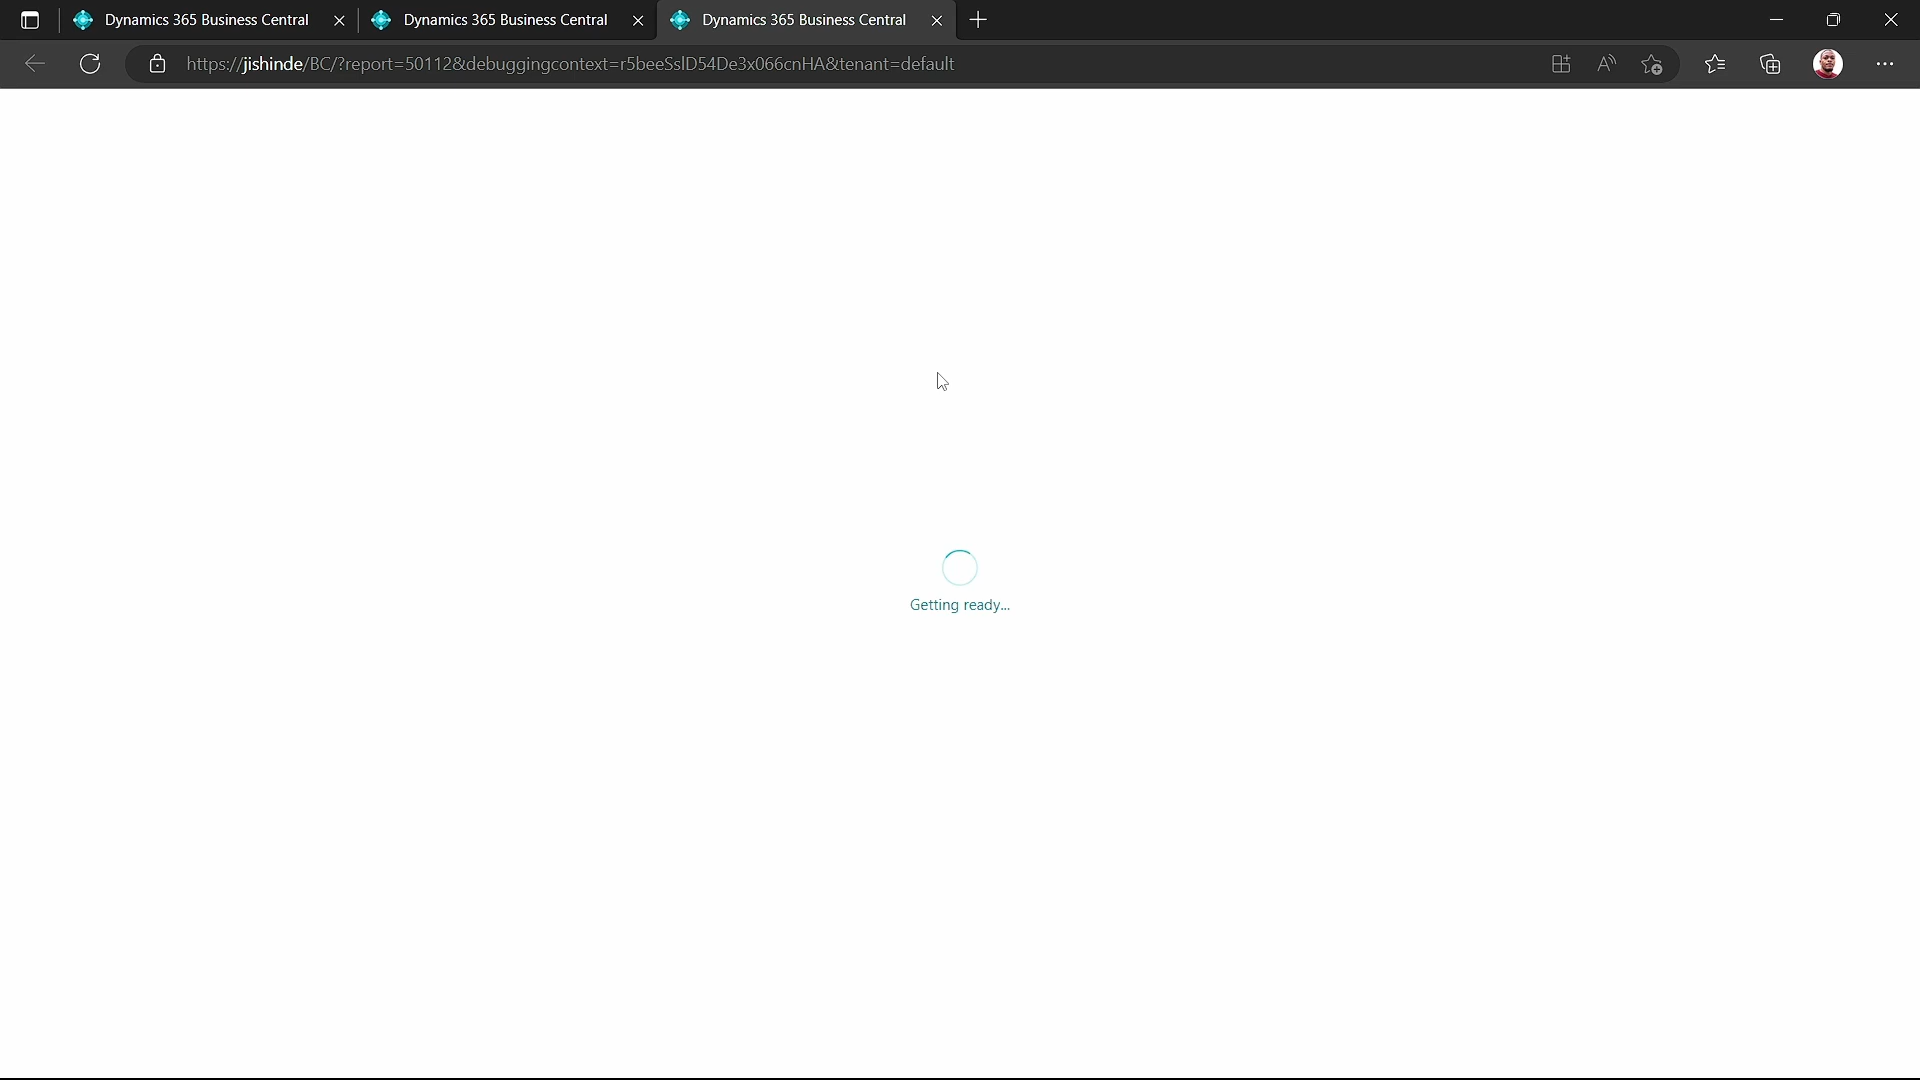 Dynamics 365 Business Central
Dynamics 365 Business Central
Dynamics 365 Business Central
https://jishinde/BC/?report=50112&debuggingcontext=r5beeSsID54De3x066cnHA&tenant=default
Getting ready...